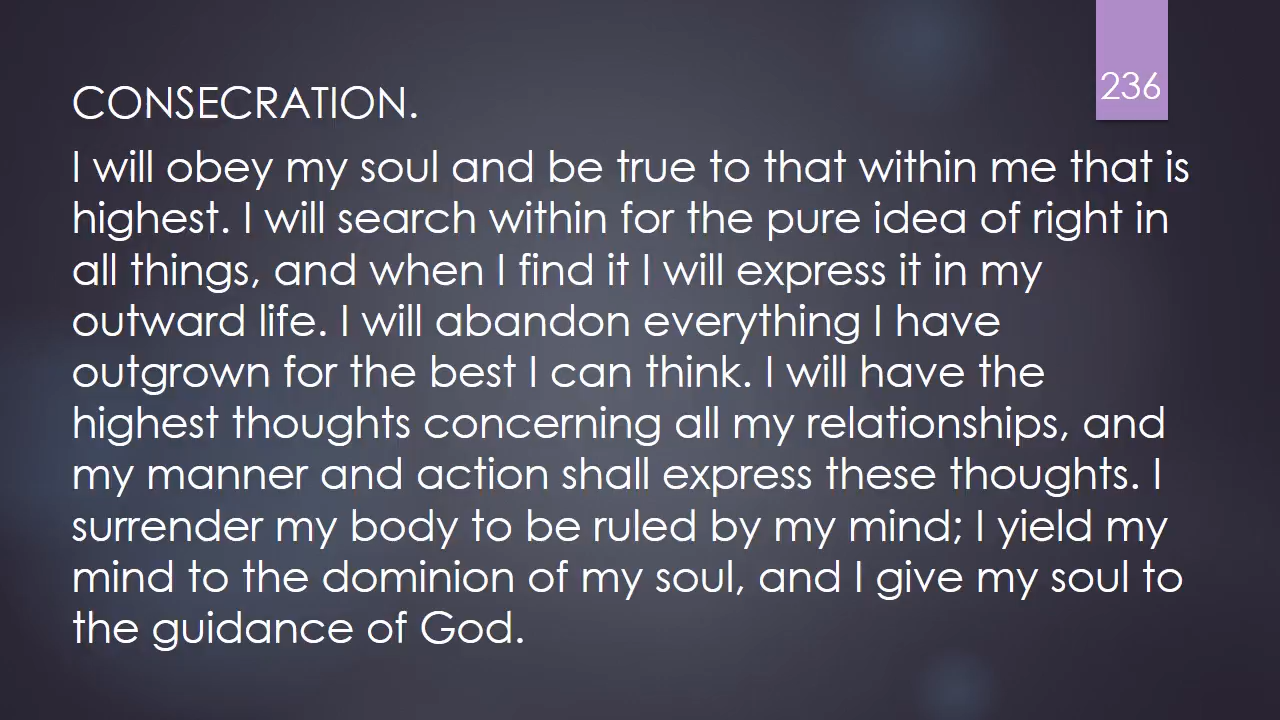 236
CONSECRATION.
I will obey my soul and be true to that within me that is
highest. I will search within for the pure idea of right in
all things, and when I find it I will express it in my
outward life. I will abandon everything I have
outgrown for the best I can think. I will have the
highest thoughts concerning all my relationships, and
my manner and action shall express these thoughts. I
surrender my body to be ruled by my mind; I yield my
mind to the dominion of my soul, and I give my soul to
the guidance of God.